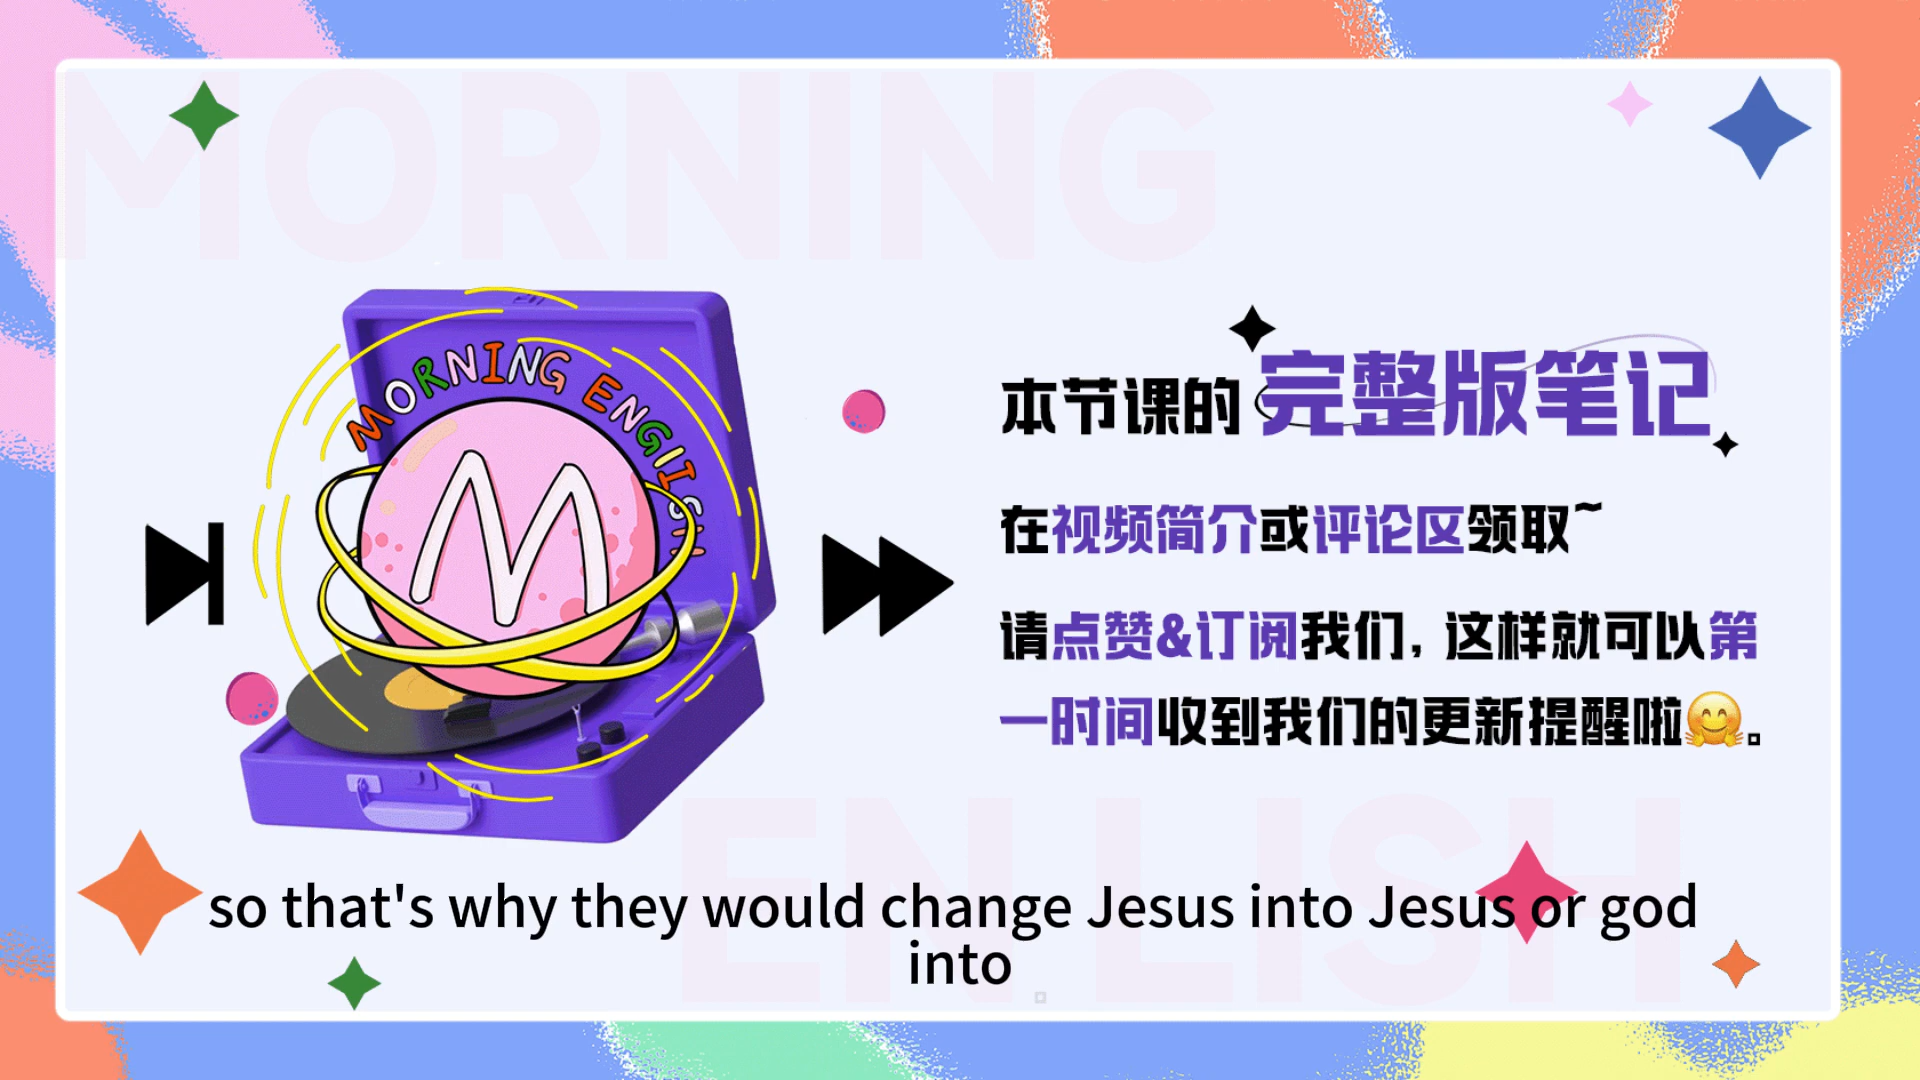 MORNING
MORNING ENGlISH
M
本节课的 完整版笔记
在视频简介或评论区领取~
请点赞&订阅我们, 这样就可以第
一时间收到我们的更新提醒啦🤗。
EN LISH
so that's why they would change Jesus into Jesus or god
into